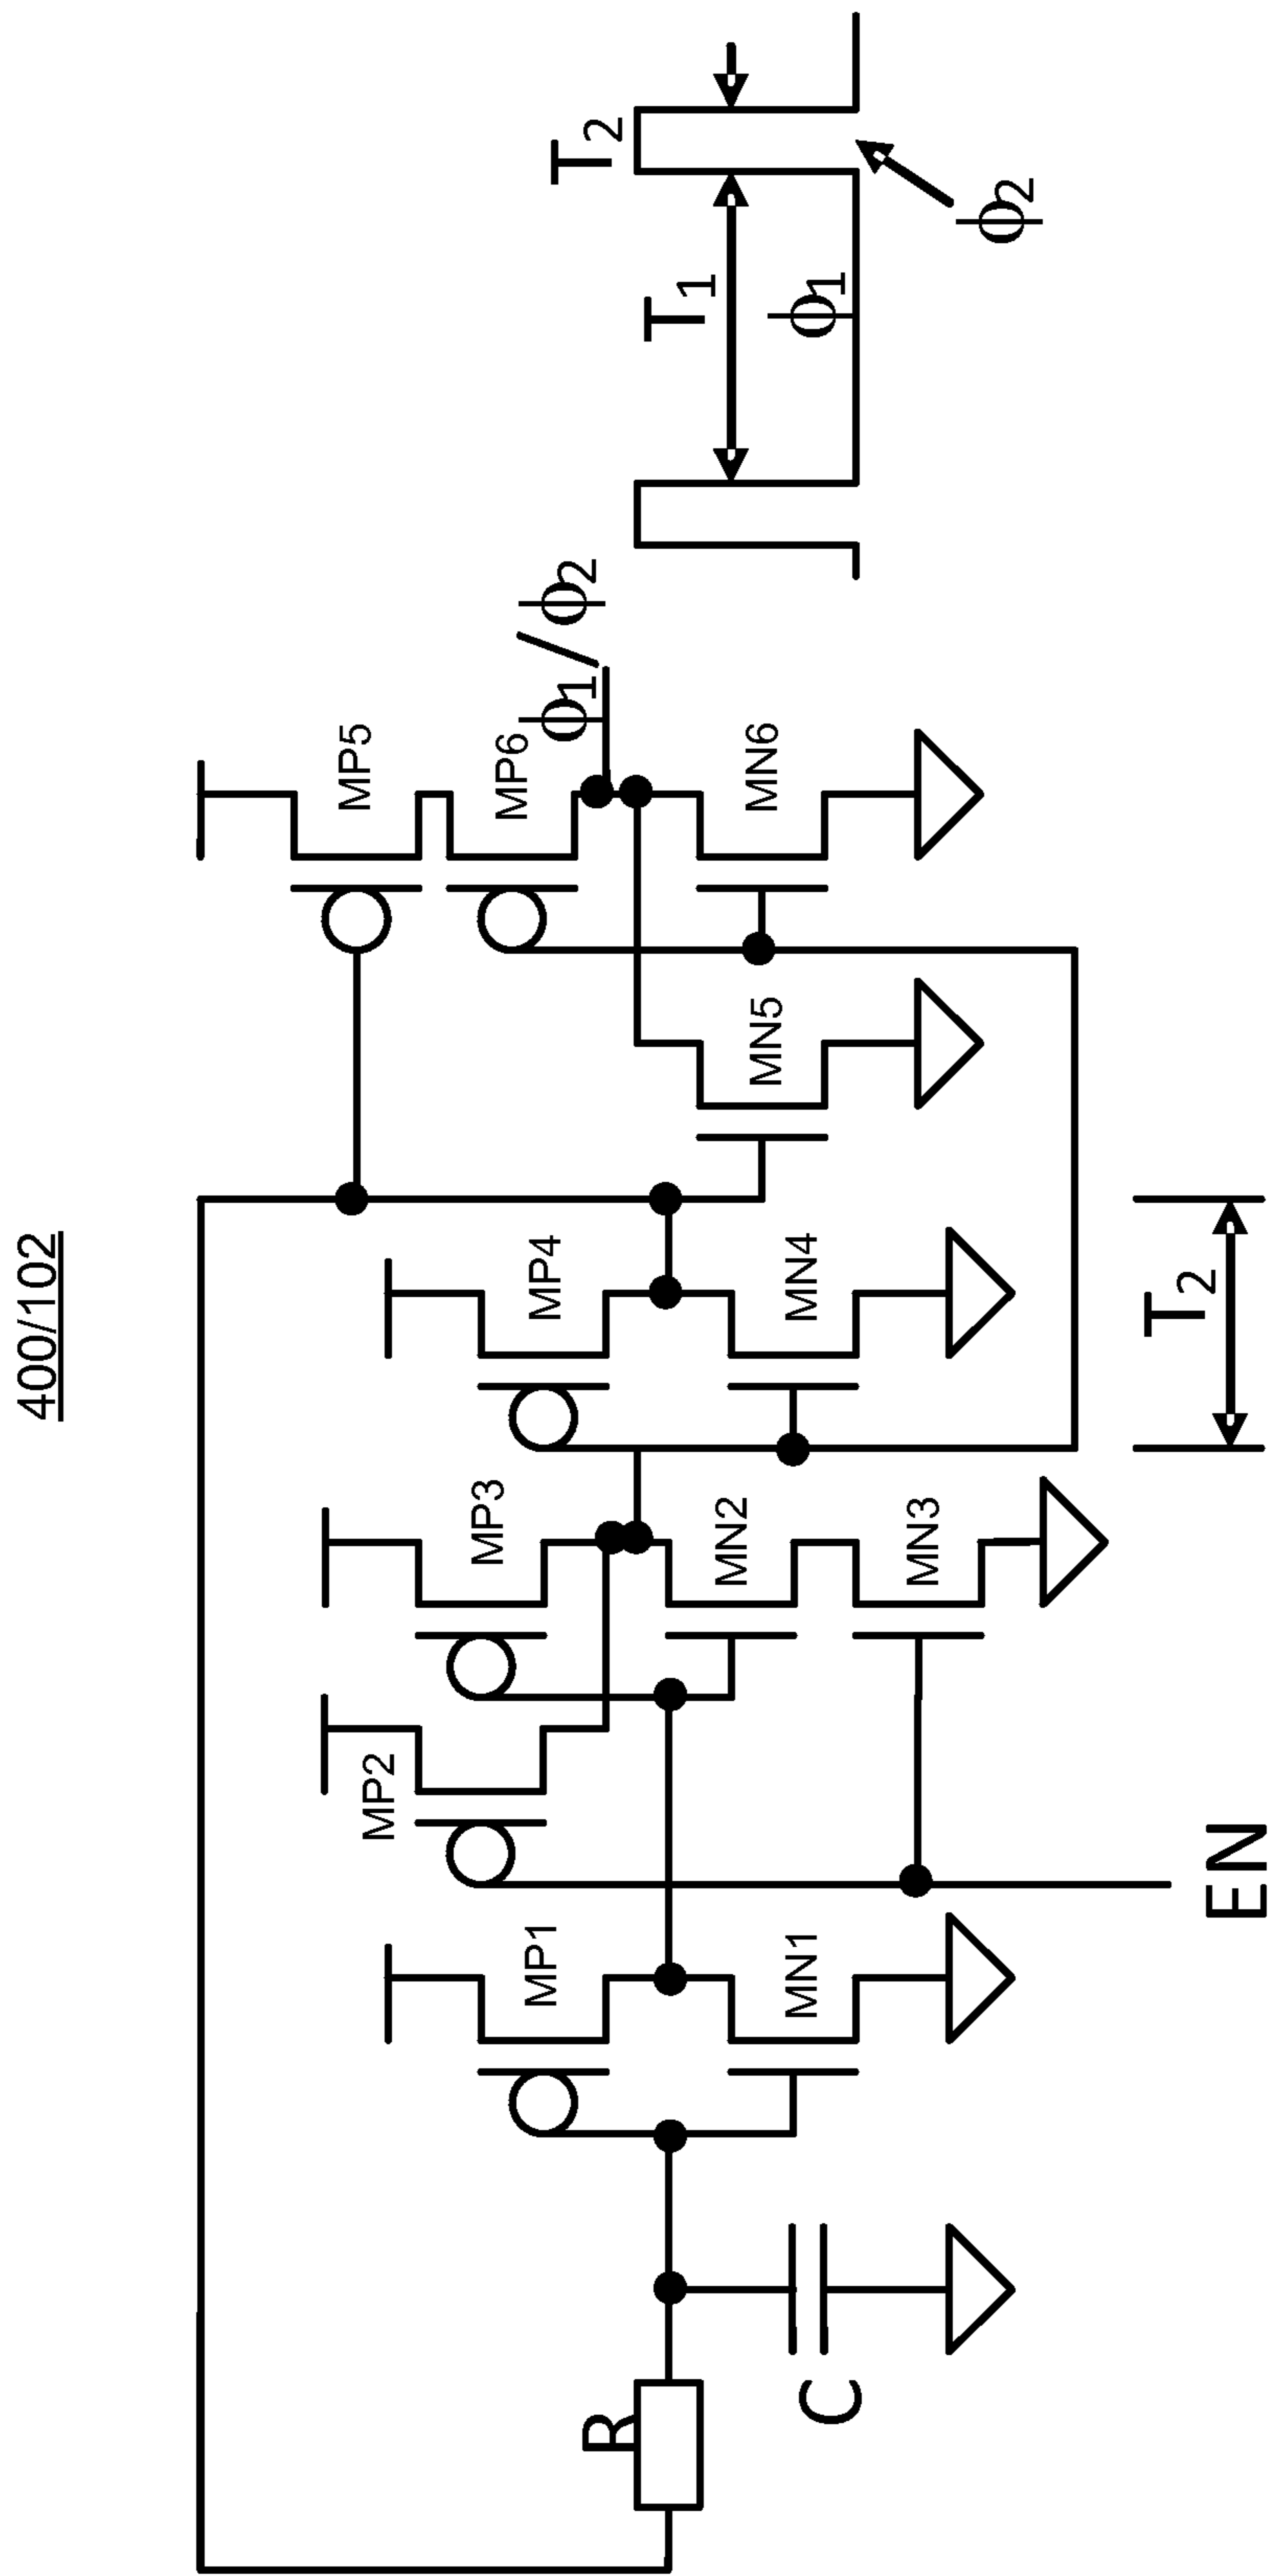 400/102
R
C
MP1
MN1
EN
MP2
MP3
MN2
MN3
MP4
MN4
T₂
MN5
MP5
MP6
MN6
ϕ₁/ϕ₂
T₁
T₂
ϕ₁
ϕ₂